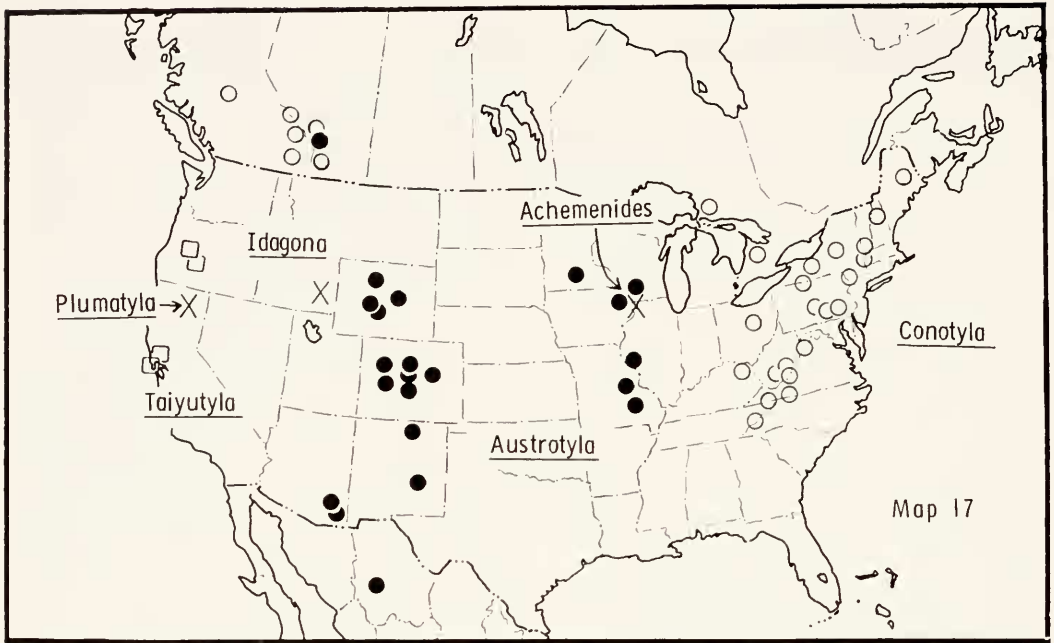 Achemenides
Idagona
Plumatyla
Conotyla
Taiyutyla
Austrotyla
Map 17